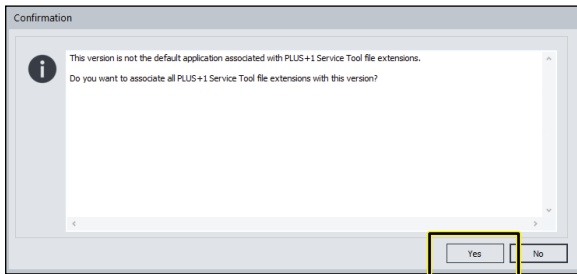 Confirmation
This version is not the default application associated with PLUS+1 Service Tool file extensions.
Do you want to associate all PLUS+1 Service Tool file extensions with this version?
Yes
No